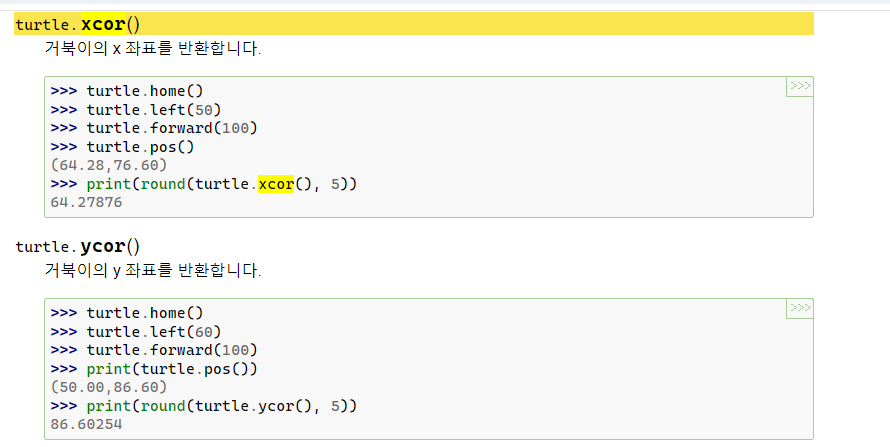 turtle.xcor()
거북이의 x 좌표를 반환합니다.
>>>
>>> turtle.home()
>>> turtle.left(50)
>>> turtle.forward(100)
>>> turtle.pos()
(64.28,76.60)
>>> print(round(turtle.xcor(), 5))
64.27876
turtle.ycor()
거북이의 y 좌표를 반환합니다.
>>>
>>> turtle.home()
>>> turtle.left(60)
>>> turtle.forward(100)
>>> print(turtle.pos())
(50.00,86.60)
>>> print(round(turtle.ycor(), 5))
86.60254